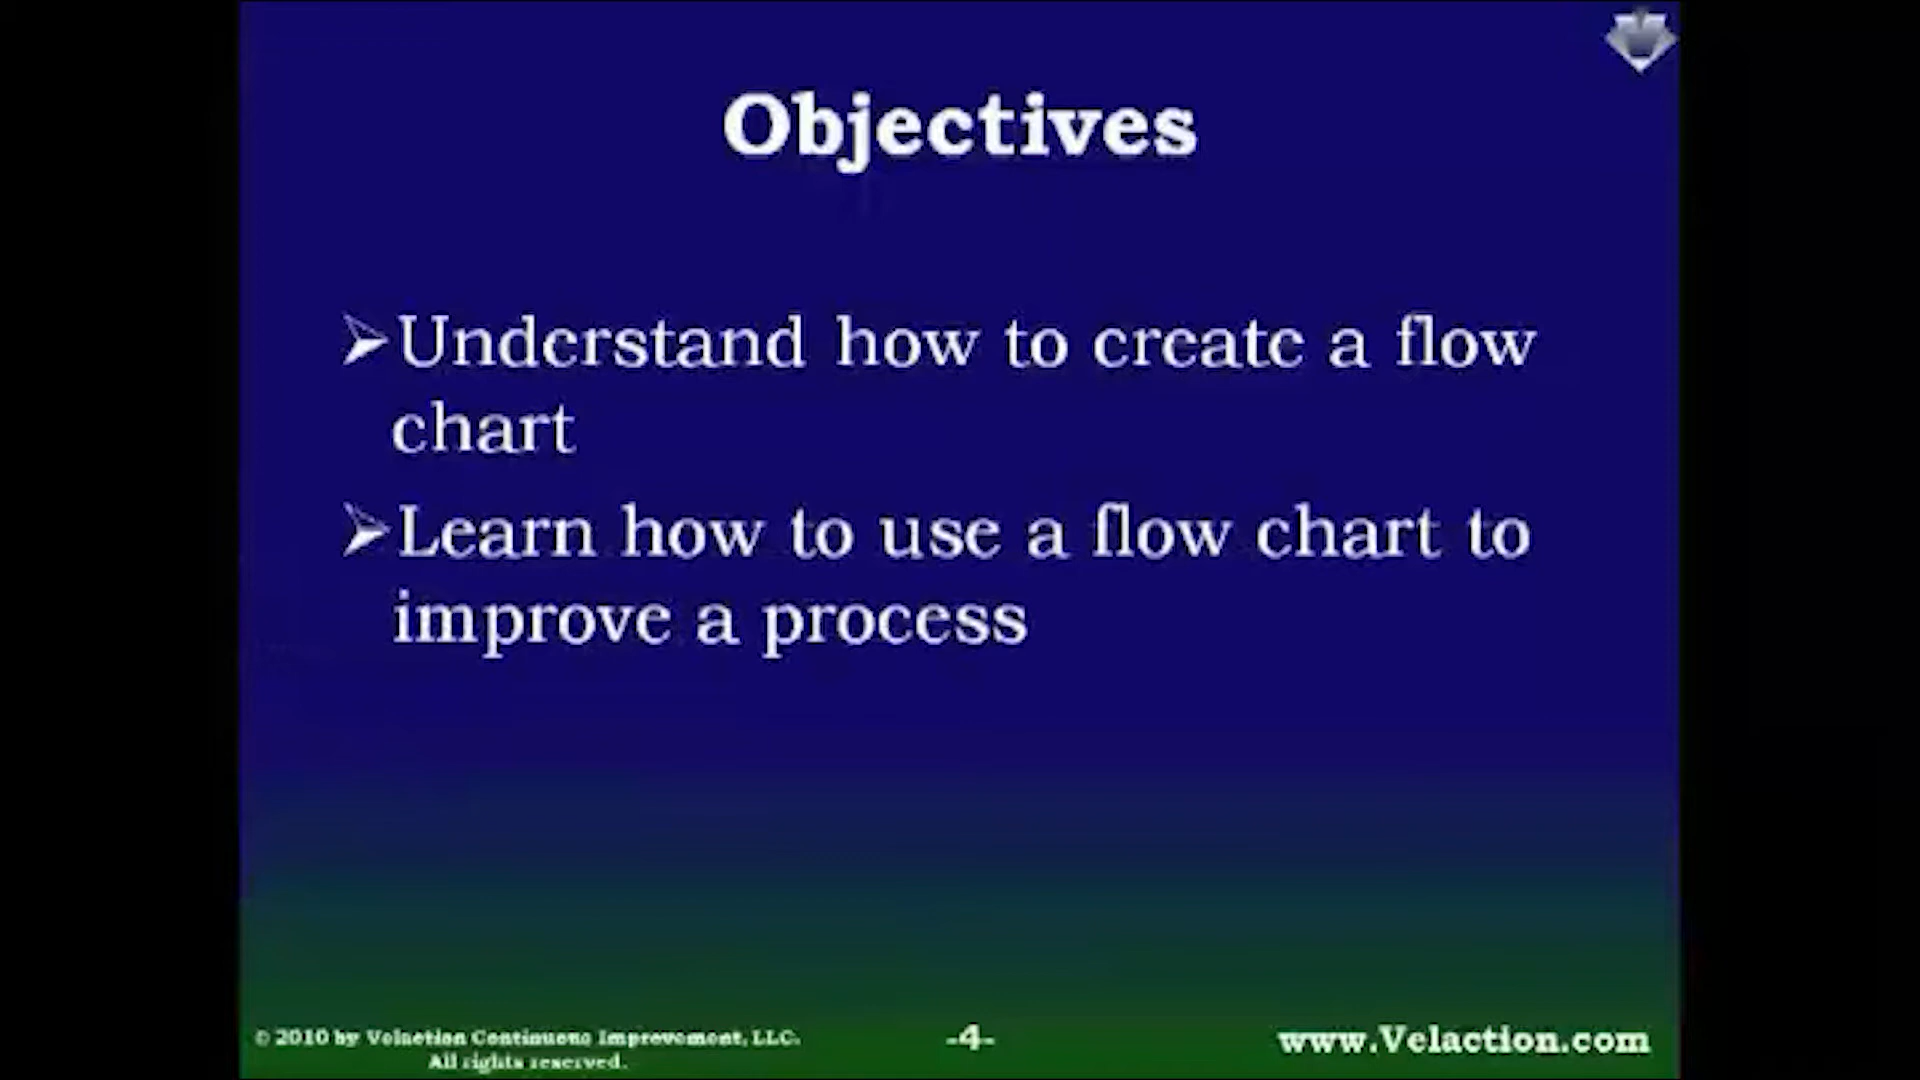 Objectives
Understand how to create a flow
chart
Learn how to use a flow chart to
improve a process
© 2010 by Velaction Continuous Improvement, LLC.
All rights reserved.
-4-
www.Velaction.com